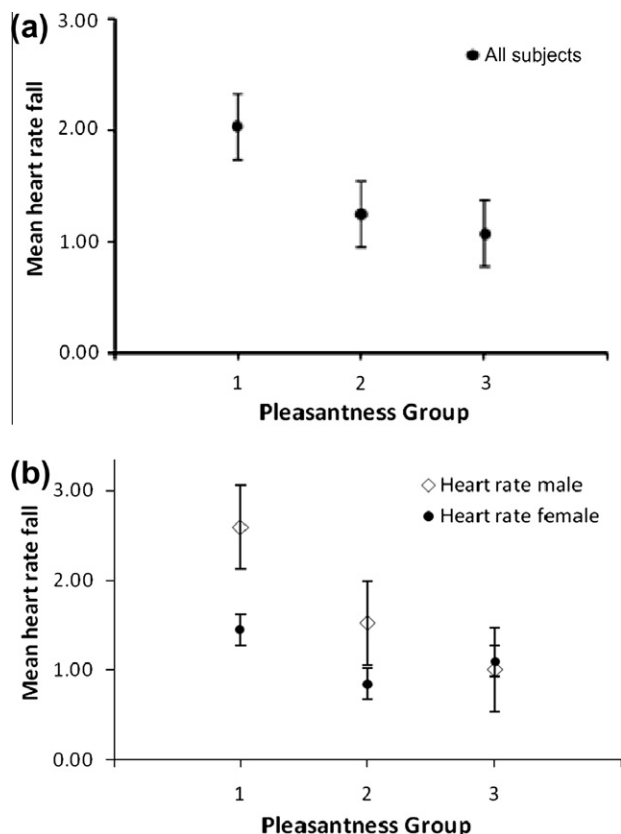 (a)
3.00
All subjects
2.00
1.00
0.00
Mean heart rate fall
1
2
3
Pleasantness Group
(b)
3.00
Heart rate male
Heart rate female
2.00
1.00
0.00
Mean heart rate fall
1
2
3
Pleasantness Group